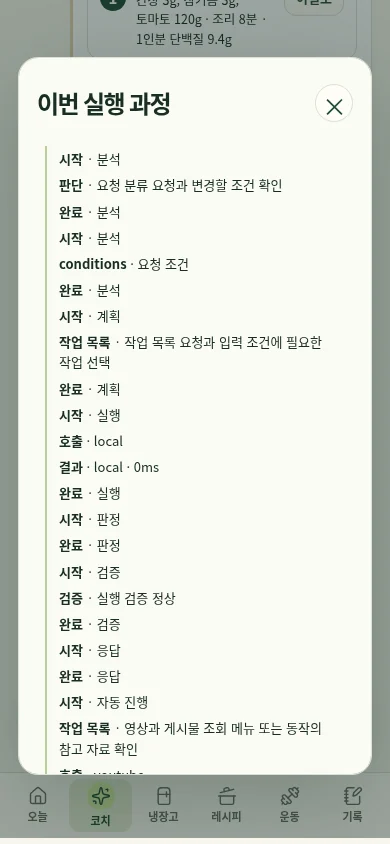 토마토 120g · 조리 8분 ·
1인분 단백질 9.4g
이번 실행 과정
시작 · 분석
판단 · 요청 분류 요청과 변경할 조건 확인
완료 · 분석
시작 · 분석
conditions · 요청 조건
완료 · 분석
시작 · 계획
작업 목록 · 작업 목록 요청과 입력 조건에 필요한
작업 선택
완료 · 계획
시작 · 실행
호출 · local
결과 · local · 0ms
완료 · 실행
시작 · 판정
완료 · 판정
시작 · 검증
검증 · 실행 검증 정상
완료 · 검증
시작 · 응답
완료 · 응답
시작 · 자동 진행
작업 목록 · 영상과 게시물 조회 메뉴 또는 동작의
참고 자료 확인
오늘
코치
냉장고
레시피
운동
기록